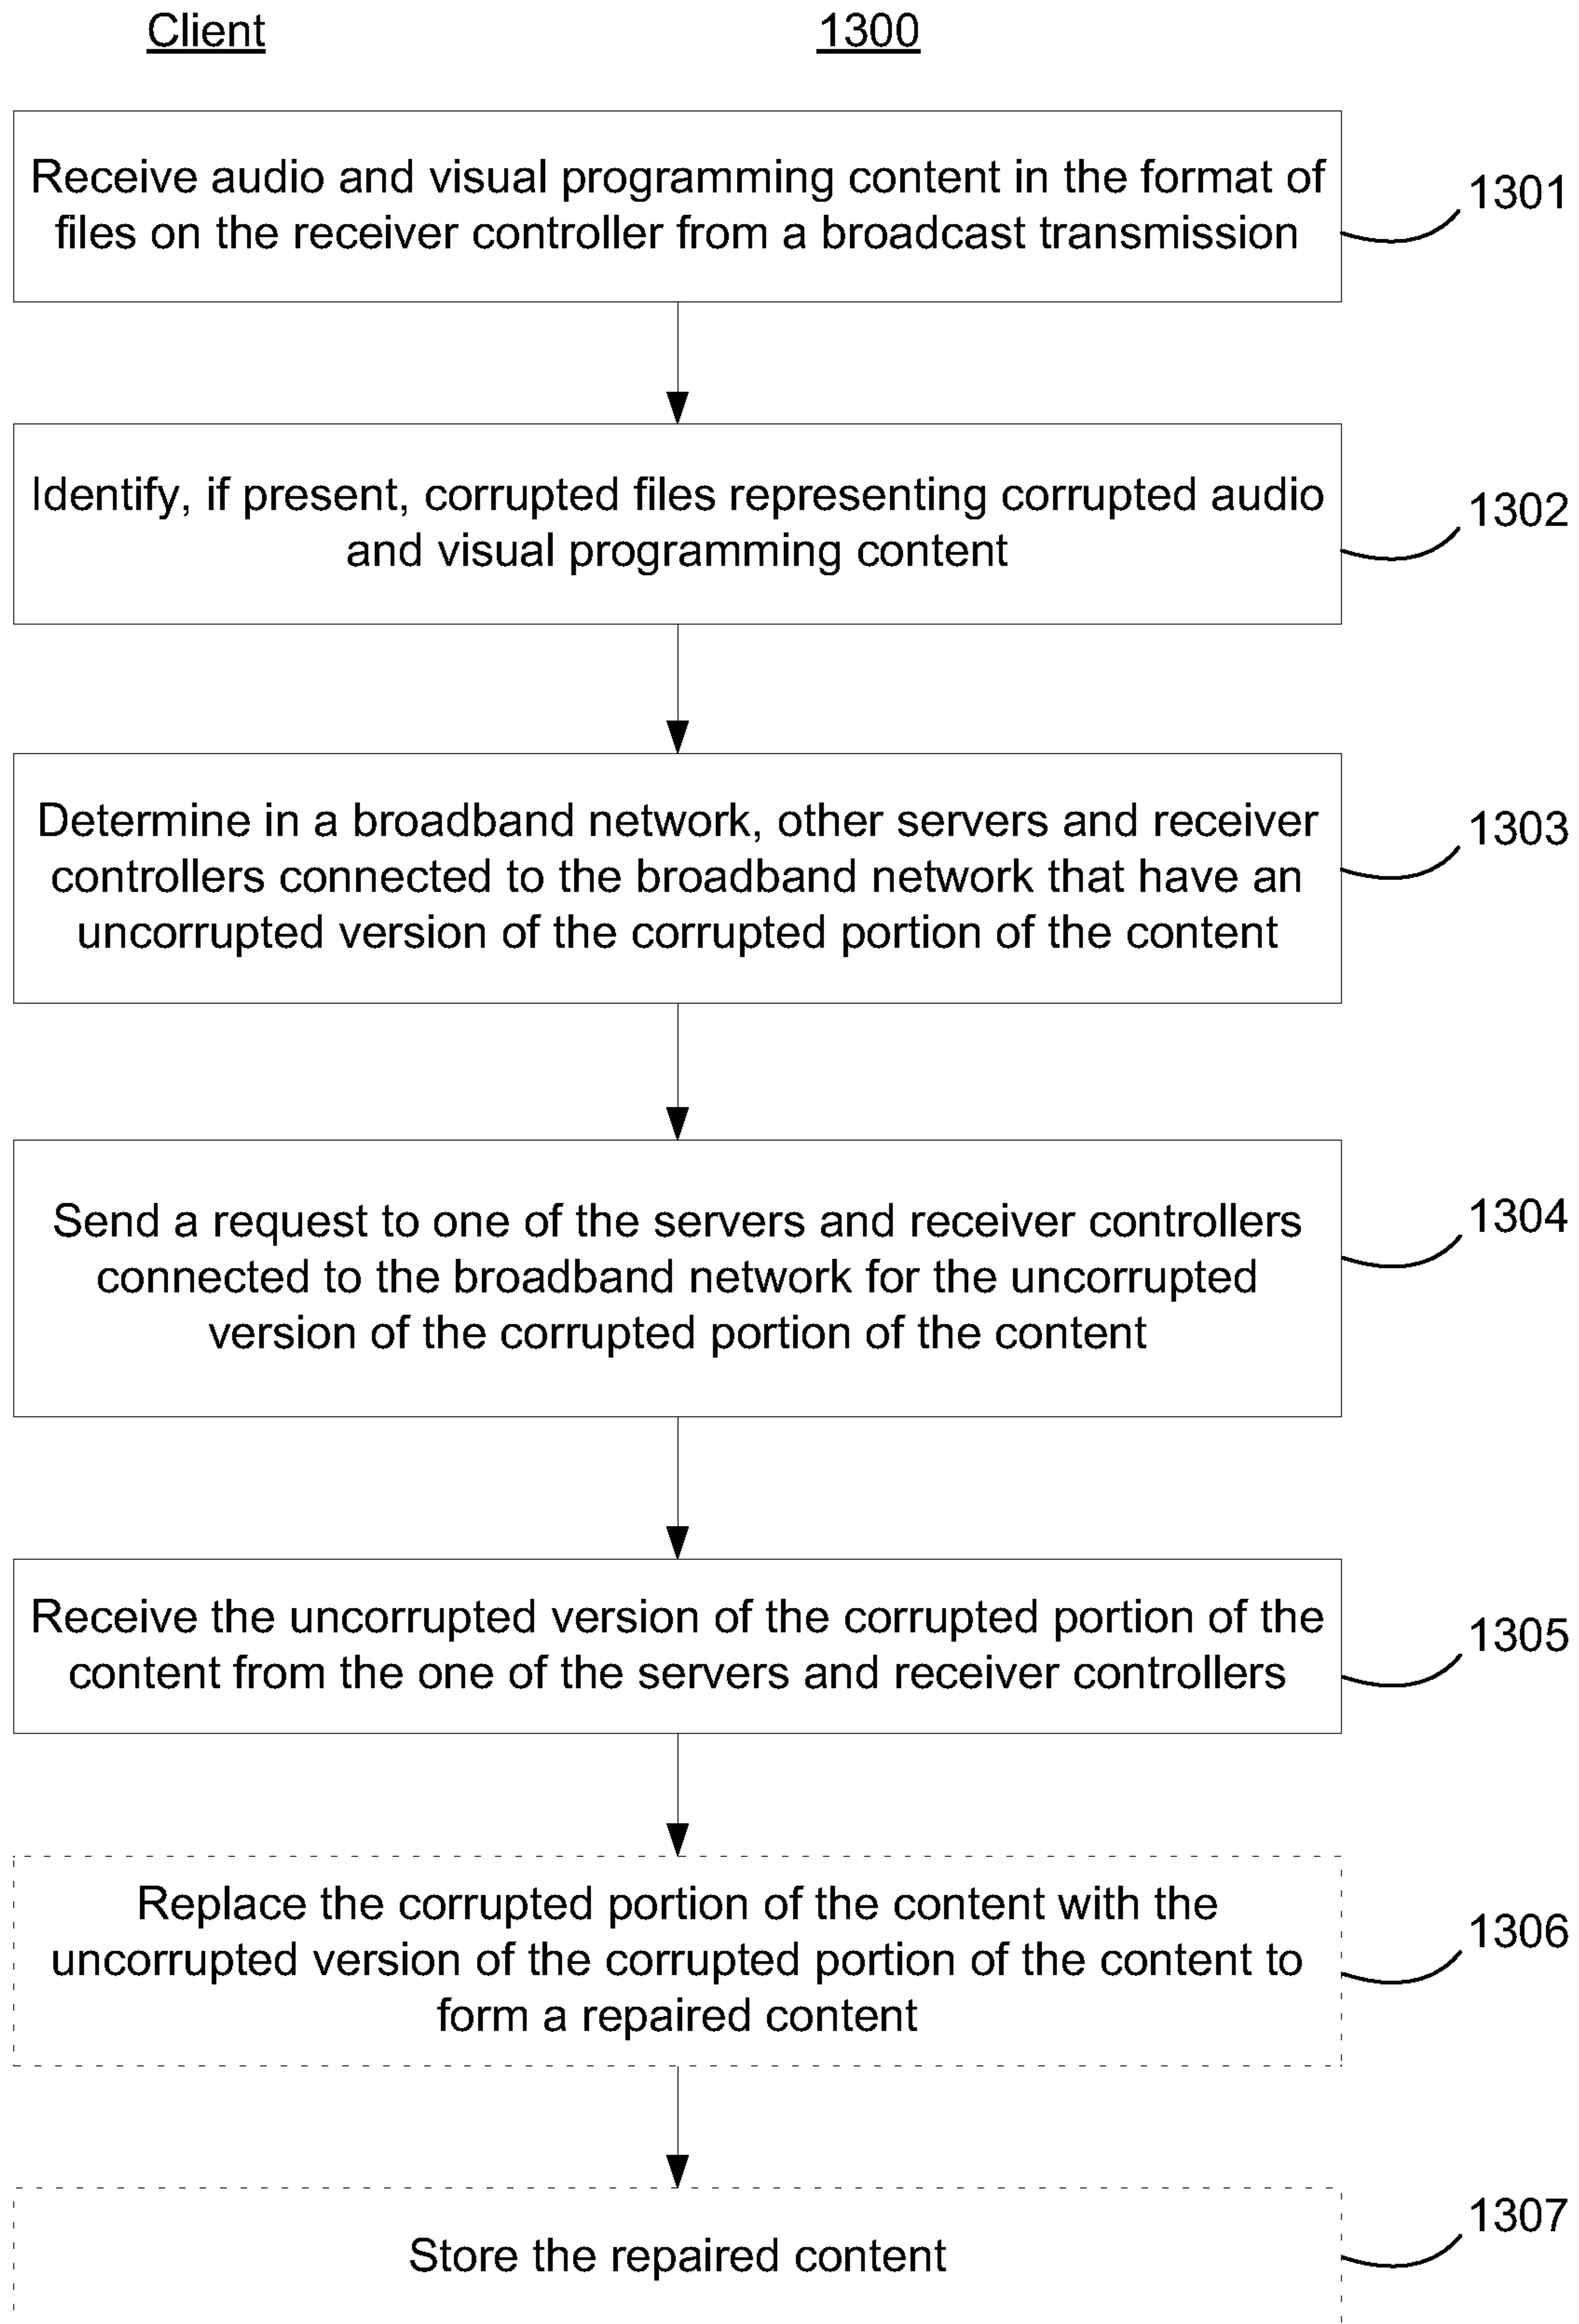 Client 1300
Receive audio and visual programming content in the format of
files on the receiver controller from a broadcast transmission
1301
Identify, if present, corrupted files representing corrupted audio
and visual programming content
1302
Determine in a broadband network, other servers and receiver
controllers connected to the broadband network that have an
uncorrupted version of the corrupted portion of the content
1303
Send a request to one of the servers and receiver controllers
connected to the broadband network for the uncorrupted
version of the corrupted portion of the content
1304
Receive the uncorrupted version of the corrupted portion of the
content from the one of the servers and receiver controllers
1305
Replace the corrupted portion of the content with the
uncorrupted version of the corrupted portion of the content to
form a repaired content
1306
Store the repaired content
1307